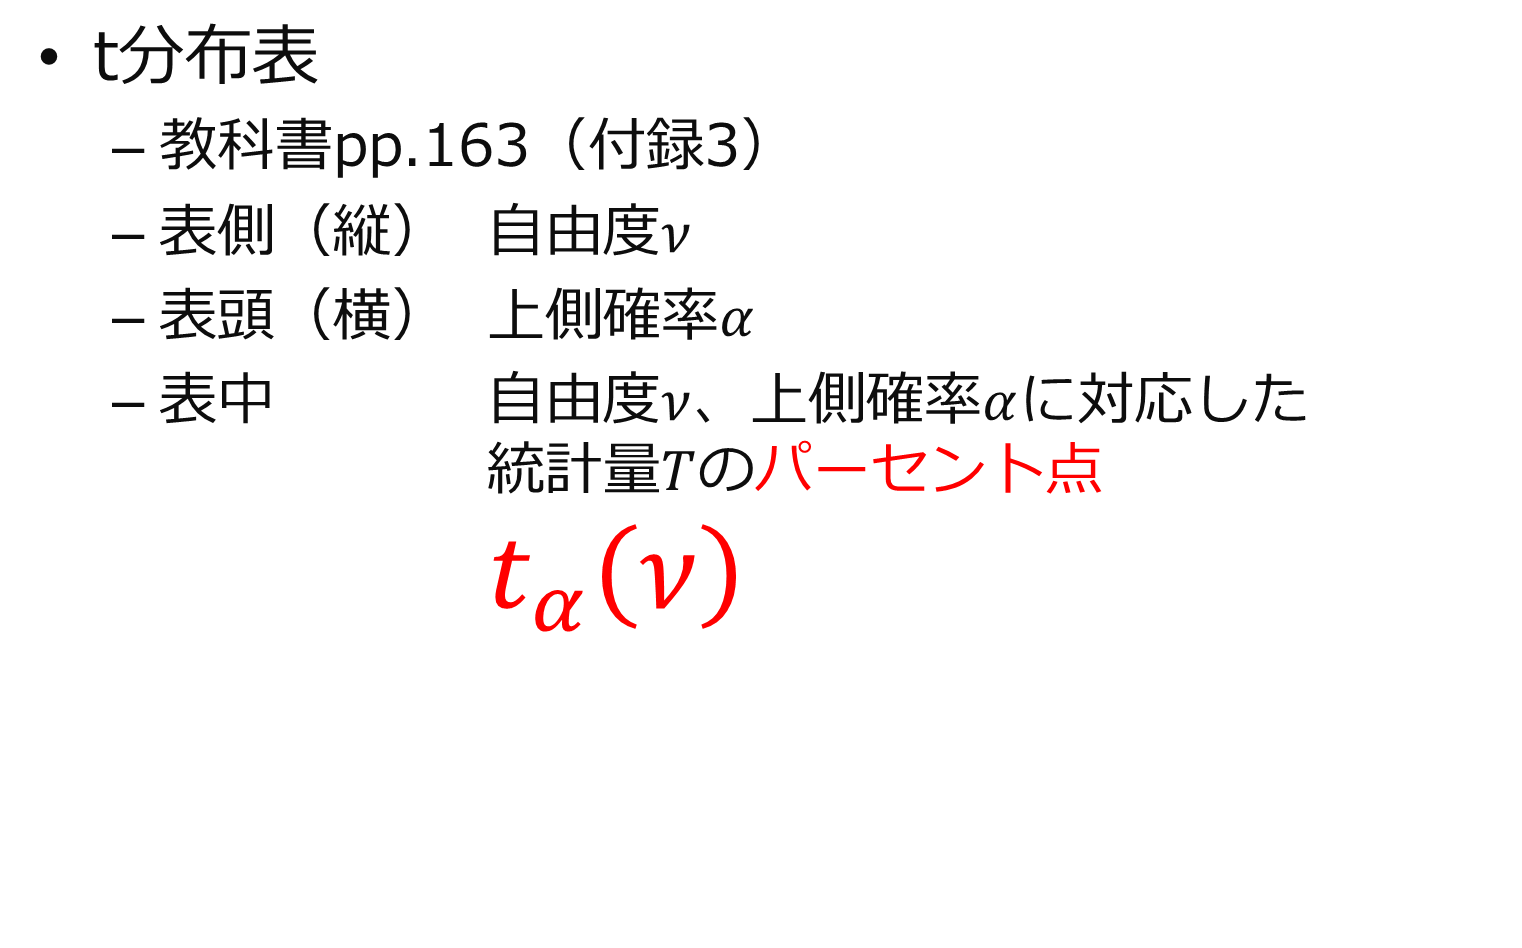 • t分布表
– 教科書pp.163（付録3）
– 表側（縦） 自由度ν
– 表頭（横） 上側確率α
– 表中 自由度ν、上側確率αに対応した
統計量Tのパーセント点
tα(ν)